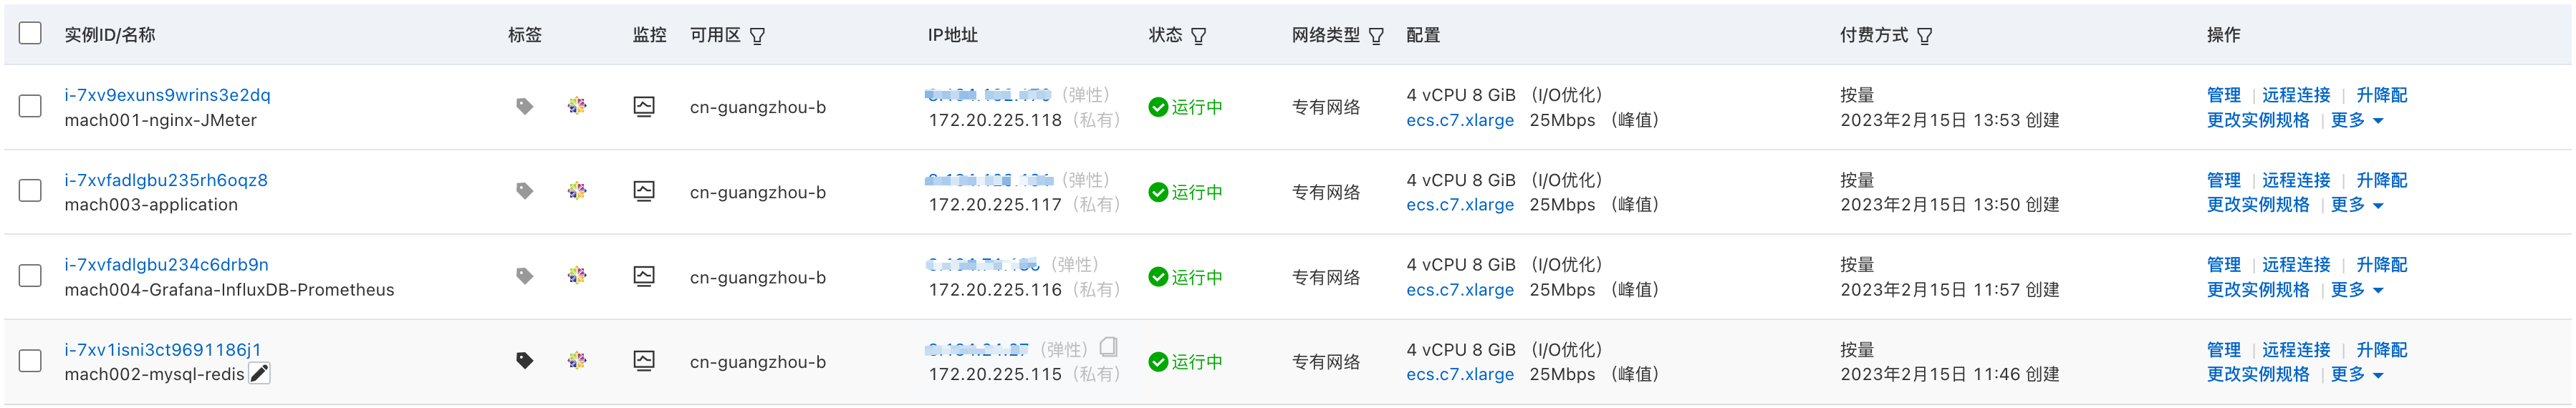 实例ID/名称 标签 监控 可用区 IP地址 状态 网络类型 配置 付费方式 操作
i-7xv9exuns9wrins3e2dq (弹性) 4 vCPU 8 GiB (I/O优化) 按量 管理 | 远程连接 | 升降配
cn-guangzhou-b 运行中 专有网络
mach001-nginx-JMeter 172.20.225.118 (私有) ecs.c7.xlarge 25Mbps (峰值) 2023年2月15日 13:53 创建 更改实例规格 | 更多
i-7xvfadlgbu235rh6oqz8 (弹性) 4 vCPU 8 GiB (I/O优化) 按量 管理 | 远程连接 | 升降配
cn-guangzhou-b 运行中 专有网络
mach003-application 172.20.225.117 (私有) ecs.c7.xlarge 25Mbps (峰值) 2023年2月15日 13:50 创建 更改实例规格 | 更多
i-7xvfadlgbu234c6drb9n (弹性) 4 vCPU 8 GiB (I/O优化) 按量 管理 | 远程连接 | 升降配
cn-guangzhou-b 运行中 专有网络
mach004-Grafana-InfluxDB-Prometheus 172.20.225.116 (私有) ecs.c7.xlarge 25Mbps (峰值) 2023年2月15日 11:57 创建 更改实例规格 | 更多
i-7xv1isni3ct9691186j1 (弹性) 4 vCPU 8 GiB (I/O优化) 按量 管理 | 远程连接 | 升降配
cn-guangzhou-b 运行中 专有网络
mach002-mysql-redis 172.20.225.115 (私有) ecs.c7.xlarge 25Mbps (峰值) 2023年2月15日 11:46 创建 更改实例规格 | 更多